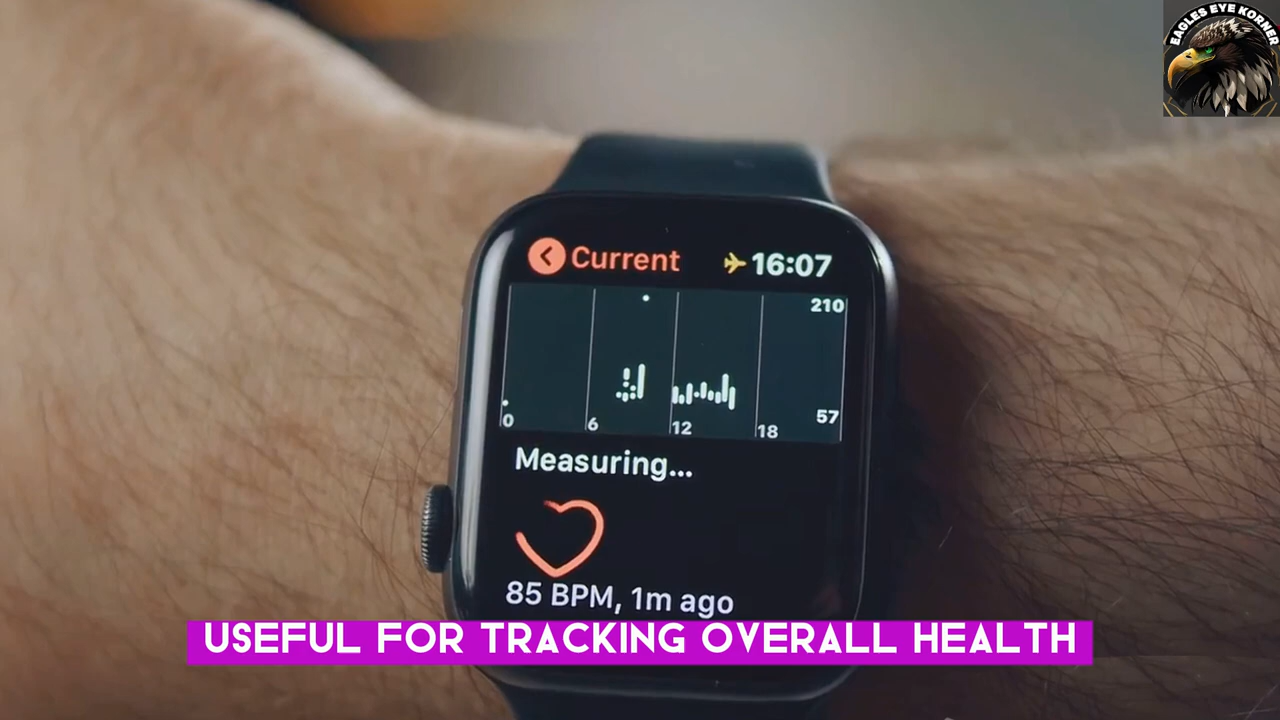 EAGLES EYE KORNER
Current 16:07
210
57
0 6 12 18
Measuring...
85 BPM, 1m ago
USEFUL FOR TRACKING OVERALL HEALTH